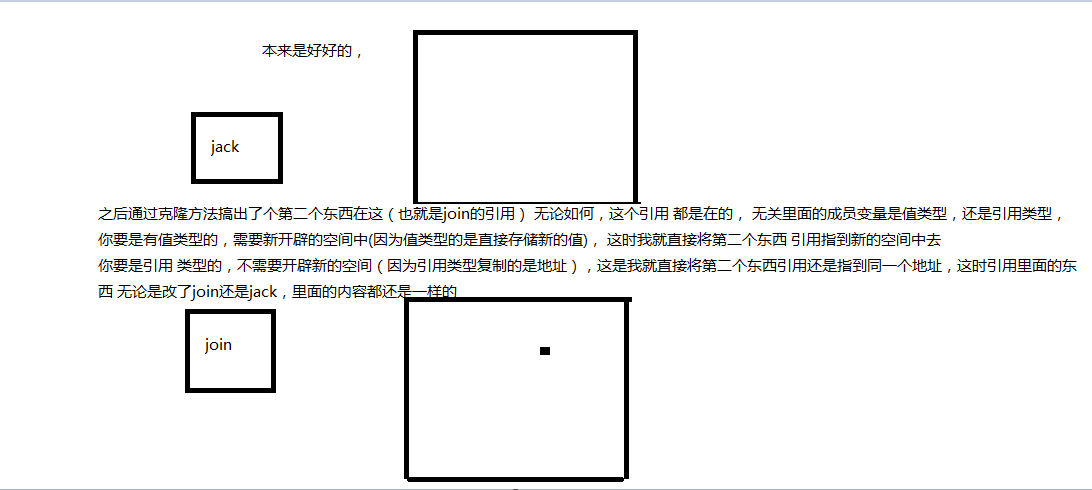 本来是好好的，
jack
之后通过克隆方法搞出了个第二个东西在这（也就是join的引用） 无论如何，这个引用 都是在的， 无关里面的成员变量是值类型，还是引用类型，
你要是有值类型的，需要新开辟的空间中(因为值类型的是直接存储新的值)， 这时我就直接将第二个东西 引用指到新的空间中去
你要是引用 类型的，不需要开辟新的空间（因为引用类型复制的是地址），这是我就直接将第二个东西引用还是指到同一个地址，这时引用里面的东
西 无论是改了join还是jack，里面的内容都还是一样的
join